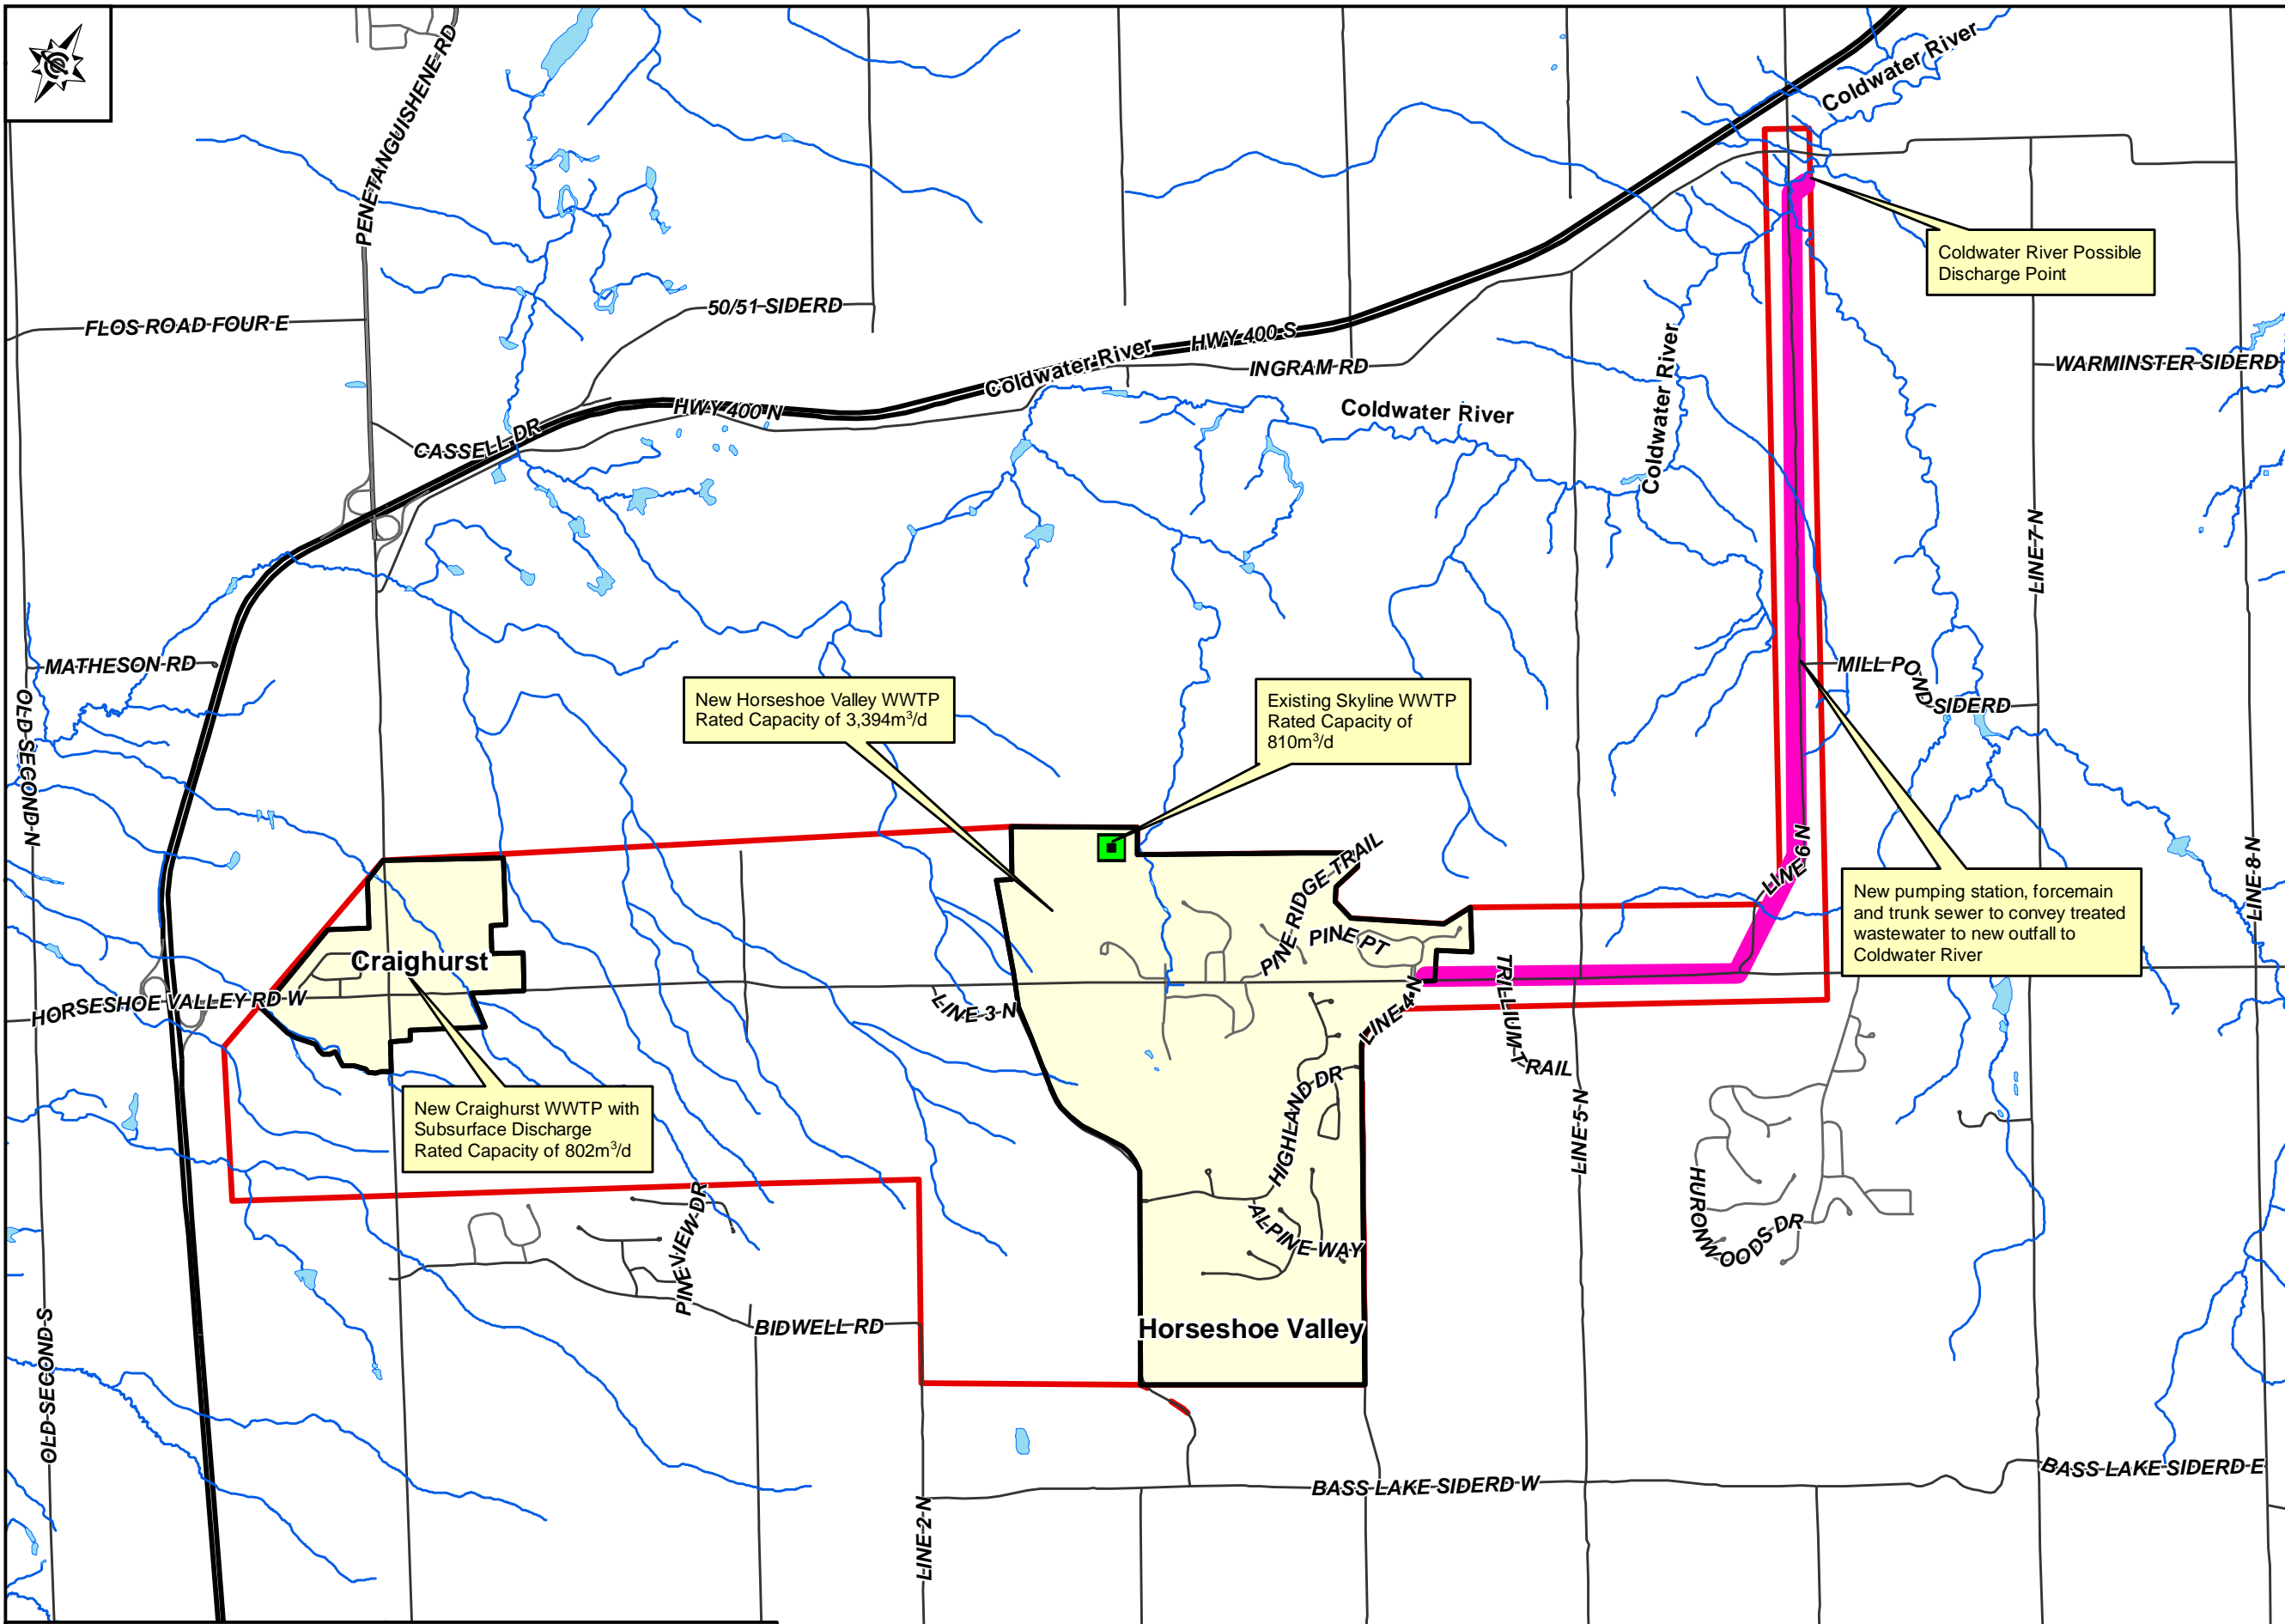 PENETANGUISHENE RD
Coldwater River
Coldwater River Possible
Discharge Point
50/51 SIDERD
FLOS ROAD FOUR E
HWY 400 S
Coldwater River
INGRAM RD
WARMINSTER SIDERD
Coldwater River
HWY 400 N
Coldwater River
CASSELL DR
LINE 7 N
MATHESON RD
MILL POND SIDERD
New Horseshoe Valley WWTP
Rated Capacity of 3,394m³/d
Existing Skyline WWTP
Rated Capacity of
810m³/d
OLD SECOND N
LINE 6 N
LINE 8 N
PINE RIDGE TRAIL
New pumping station, forcemain
and trunk sewer to convey treated
wastewater to new outfall to
Coldwater River
Craighurst
PINE PT
HORSESHOE VALLEY RD W
LINE 3 N
LINE 4 N
TRILLIUM TRAIL
New Craighurst WWTP with
Subsurface Discharge
Rated Capacity of 802m³/d
HIGHLAND DR
LINE 5 N
PINEVIEW DR
ALPINE WAY
HURONWOODS DR
BIDWELL RD
Horseshoe Valley
OLD SECOND S
BASS LAKE SIDERD W
BASS LAKE SIDERD E
LINE 2 N